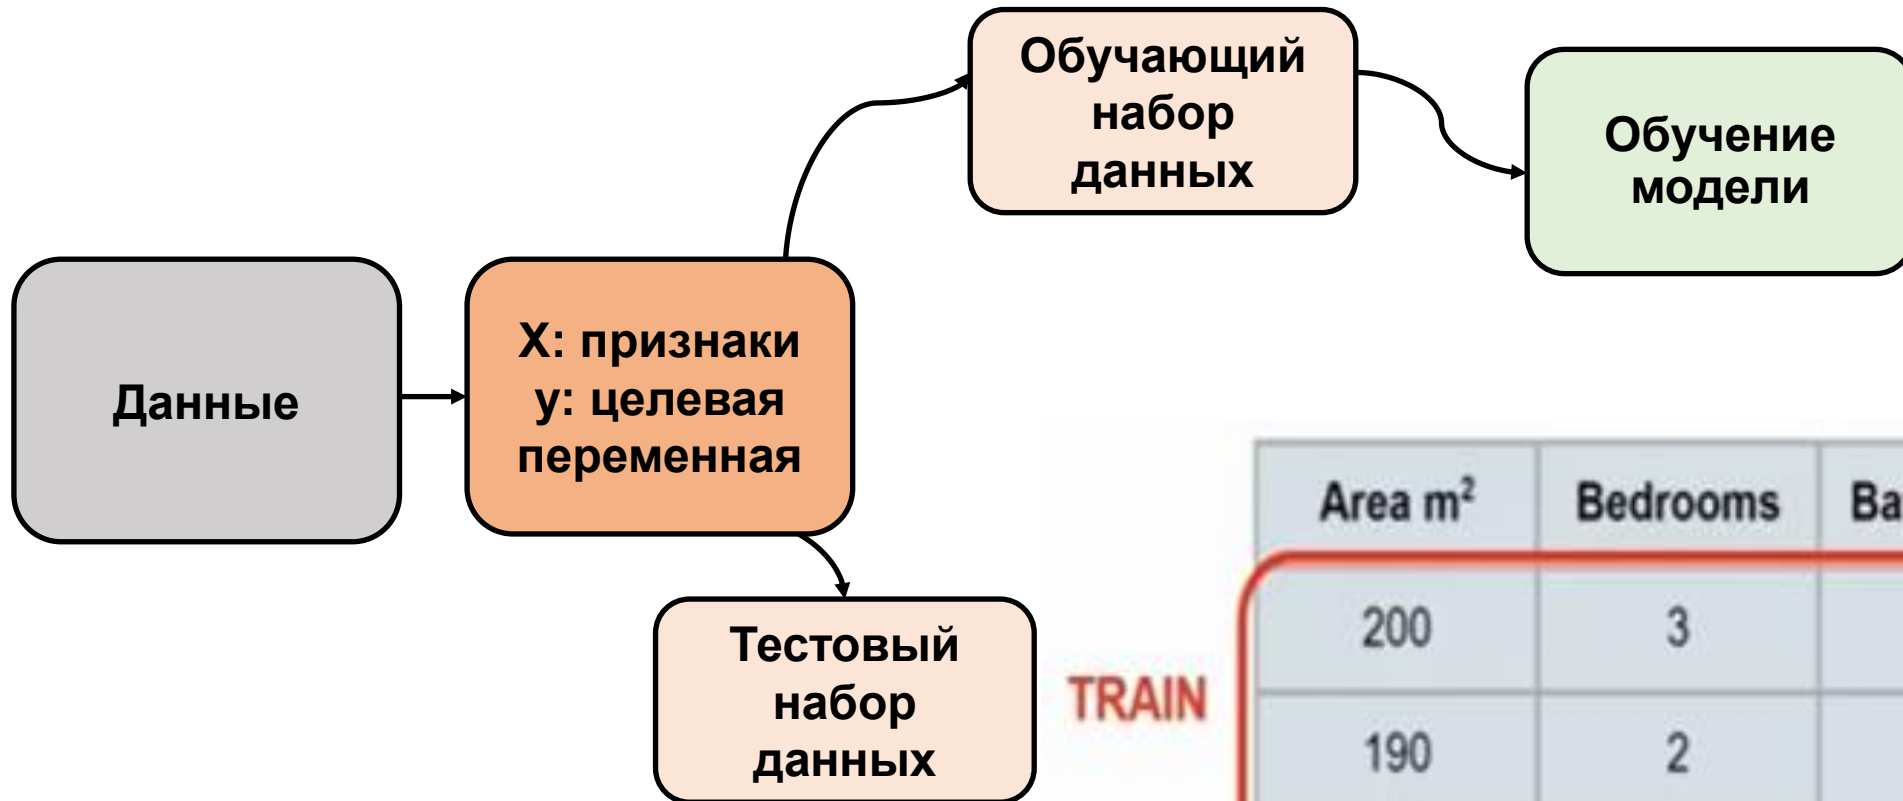 Обучающий
набор
данных
Обучение
модели
Данные
X: признаки
y: целевая
переменная
Тестовый
набор
данных
Area m²
Bedrooms
TRAIN
200
3
190
2